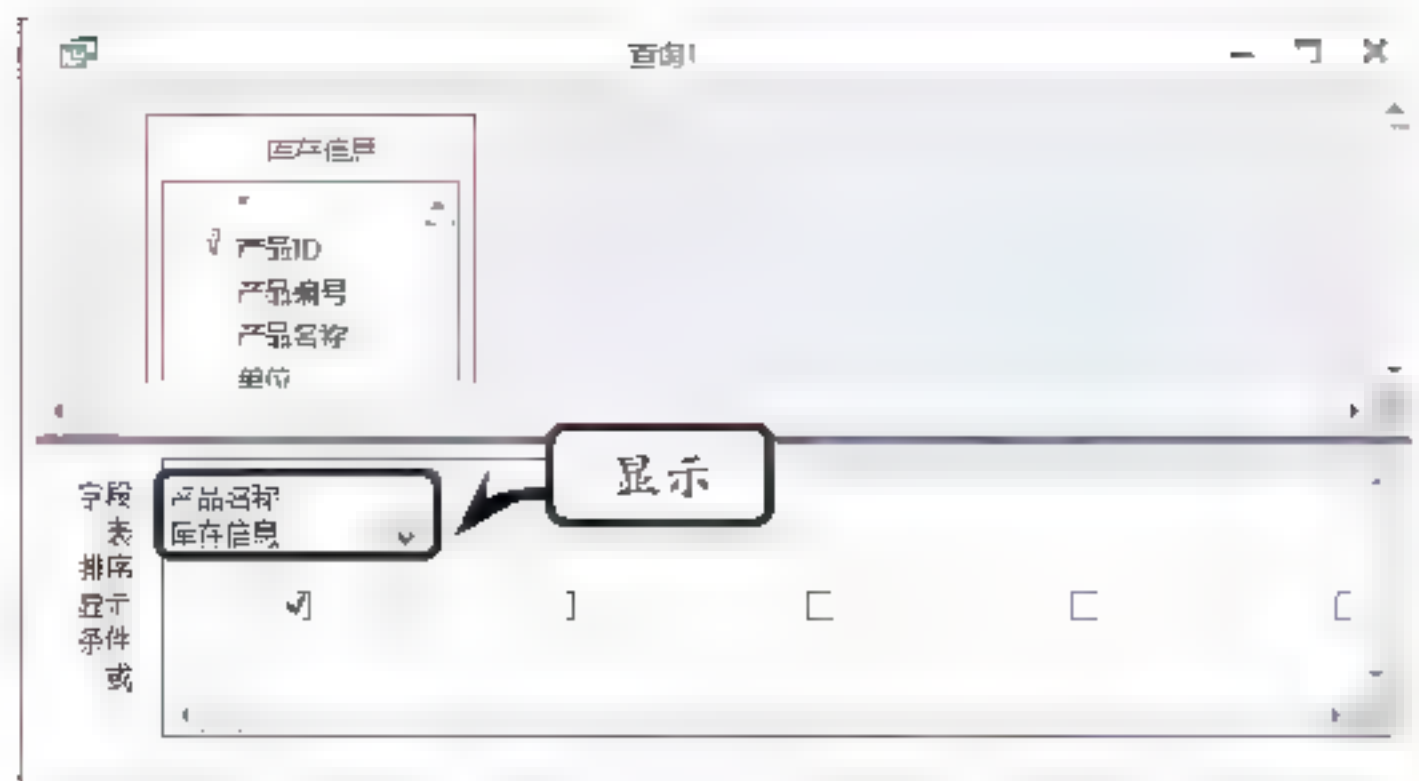 查询1
库存信息
*
产品ID
产品编号
产品名称
单位
显示
字段 产品名称
表 库存信息
排序
显示
条件
或